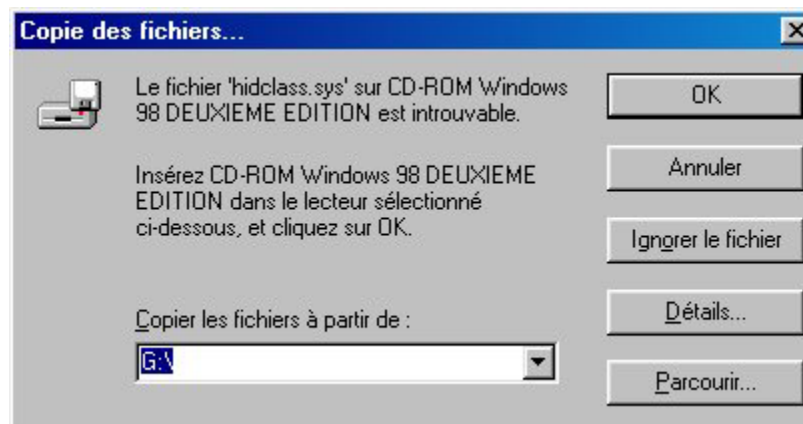 Copie des fichiers...
Le fichier 'hidclass.sys' sur CD-ROM Windows
98 DEUXIEME EDITION est introuvable.
Insérez CD-ROM Windows 98 DEUXIEME
EDITION dans le lecteur sélectionné
ci-dessous, et cliquez sur OK.
Copier les fichiers à partir de :
G:\
OK
Annuler
Ignorer le fichier
Détails...
Parcourir...